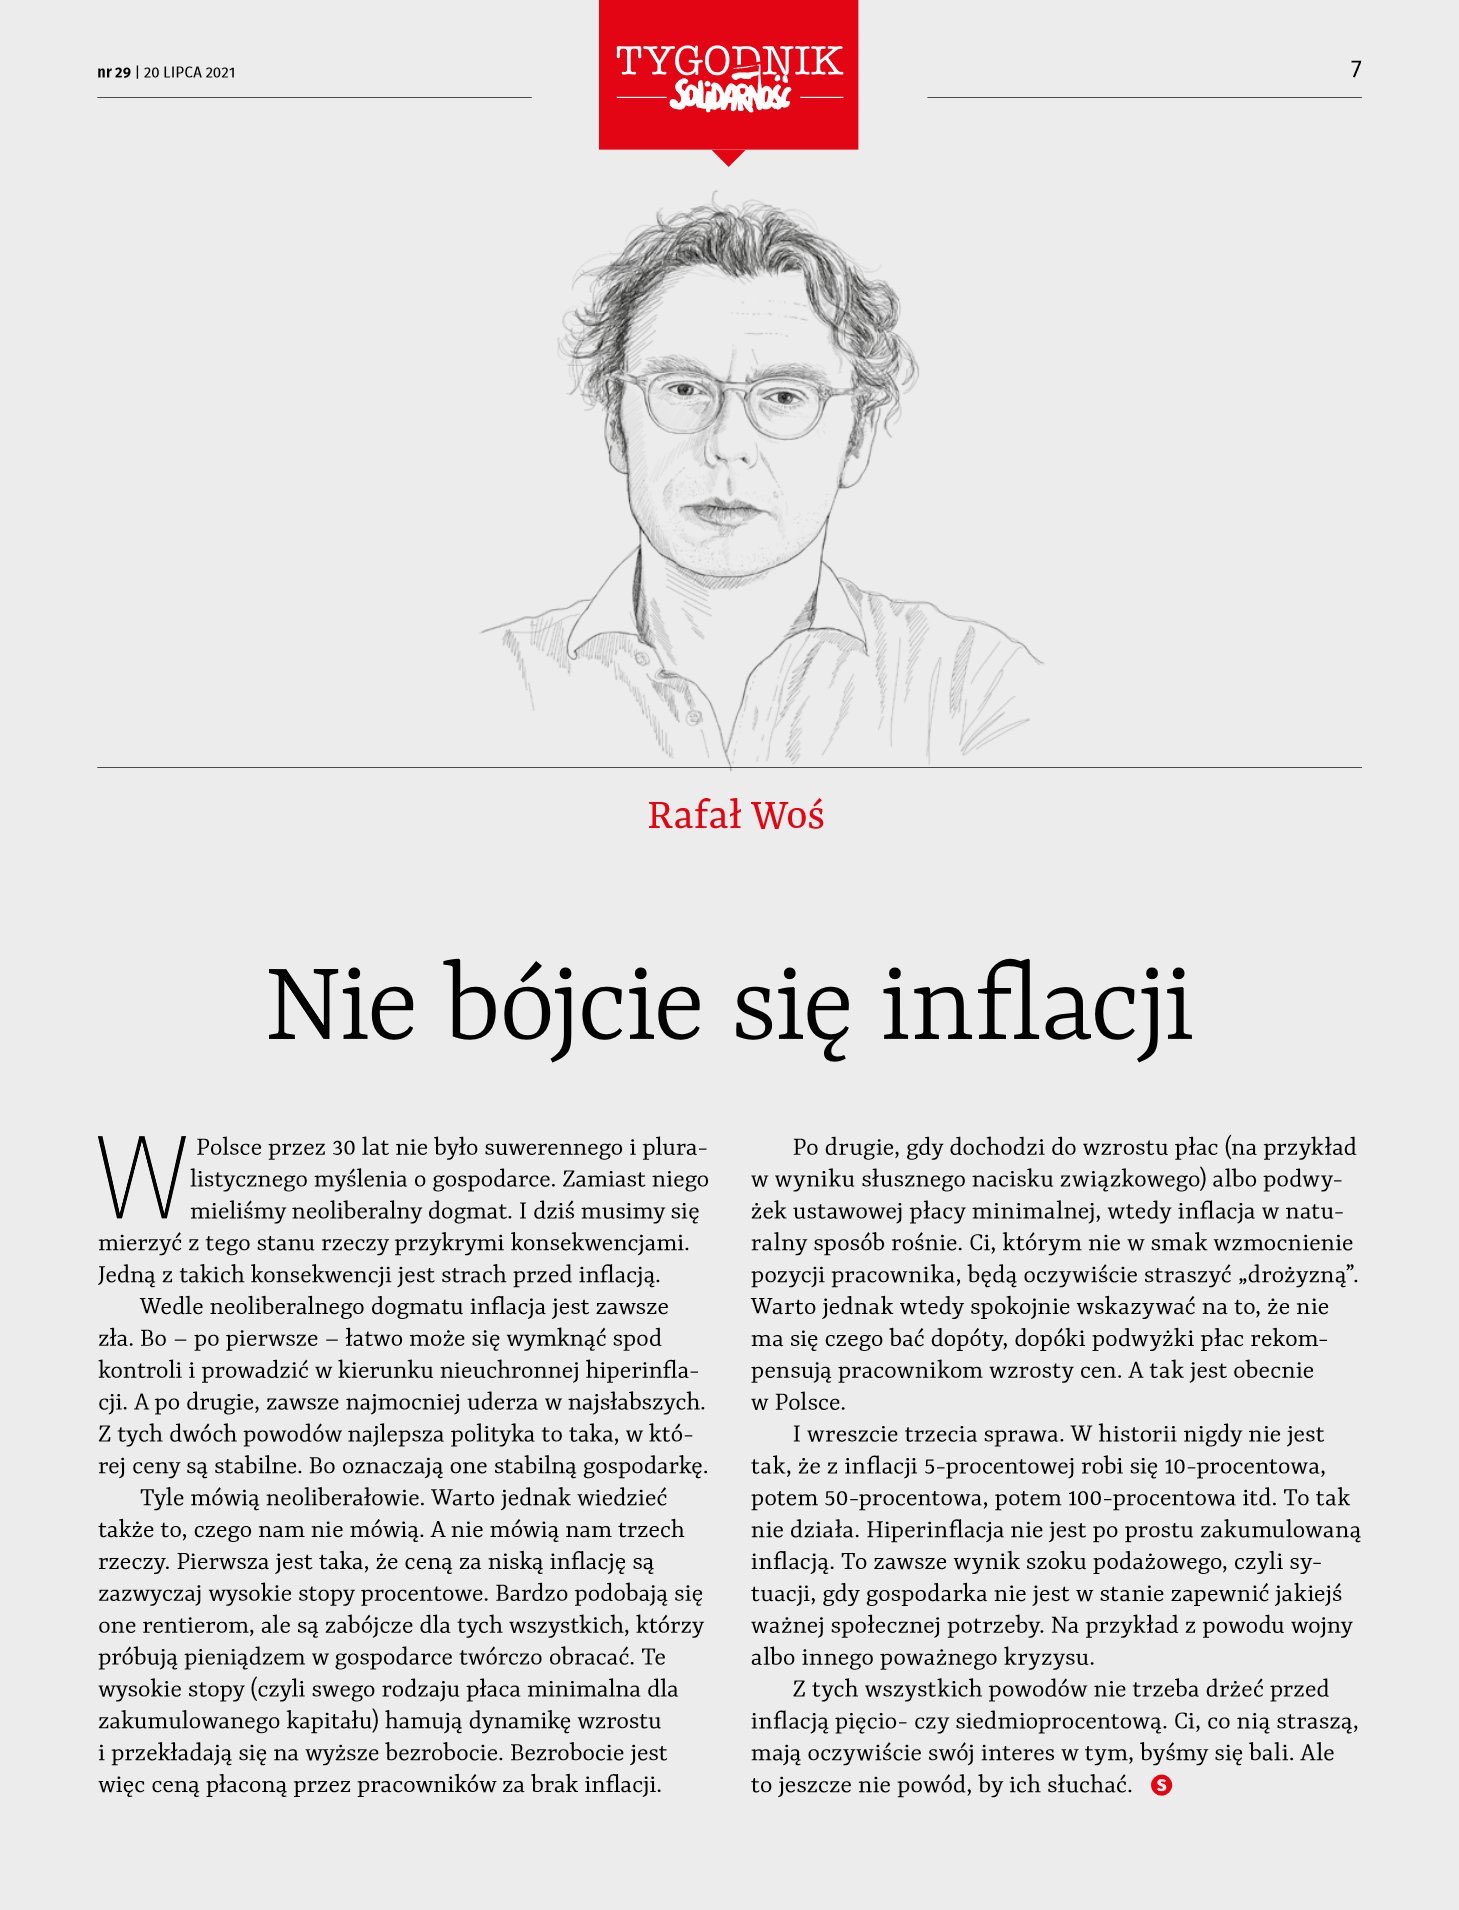 nr 29 | 20 LIPCA 2021
TYGODNIK
SOLIDARNOŚĆ
7
Rafał Woś
Nie bójcie się inflacji
W Polsce przez 30 lat nie było suwerennego i plura-
listycznego myślenia o gospodarce. Zamiast niego
mieliśmy neoliberalny dogmat. I dziś musimy się
mierzyć z tego stanu rzeczy przykrymi konsekwencjami.
Jedną z takich konsekwencji jest strach przed inflacją.
Wedle neoliberalnego dogmatu inflacja jest zawsze
zła. Bo – po pierwsze – łatwo może się wymknąć spod
kontroli i prowadzić w kierunku nieuchronnej hiperinfla-
cji. A po drugie, zawsze najmocniej uderza w najsłabszych.
Z tych dwóch powodów najlepsza polityka to taka, w któ-
rej ceny są stabilne. Bo oznaczają one stabilną gospodarkę.
Tyle mówią neoliberałowie. Warto jednak wiedzieć
także to, czego nam nie mówią. A nie mówią nam trzech
rzeczy. Pierwsza jest taka, że ceną za niską inflację są
zazwyczaj wysokie stopy procentowe. Bardzo podobają się
one rentierom, ale są zabójcze dla tych wszystkich, którzy
próbują pieniądzem w gospodarce twórczo obracać. Te
wysokie stopy (czyli swego rodzaju płaca minimalna dla
zakumulowanego kapitału) hamują dynamikę wzrostu
i przekładają się na wyższe bezrobocie. Bezrobocie jest
więc ceną płaconą przez pracowników za brak inflacji.
Po drugie, gdy dochodzi do wzrostu płac (na przykład
w wyniku słusznego nacisku związkowego) albo podwy-
żek ustawowej płacy minimalnej, wtedy inflacja w natu-
ralny sposób rośnie. Ci, którym nie w smak wzmocnienie
pozycji pracownika, będą oczywiście straszyć „drożyzną”.
Warto jednak wtedy spokojnie wskazywać na to, że nie
ma się czego bać dopóty, dopóki podwyżki płac rekom-
pensują pracownikom wzrosty cen. A tak jest obecnie
w Polsce.
I wreszcie trzecia sprawa. W historii nigdy nie jest
tak, że z inflacji 5-procentowej robi się 10-procentowa,
potem 50-procentowa, potem 100-procentowa itd. To tak
nie działa. Hiperinflacja nie jest po prostu zakumulowaną
inflacją. To zawsze wynik szoku podażowego, czyli sy-
tuacji, gdy gospodarka nie jest w stanie zapewnić jakiejś
ważnej społecznej potrzeby. Na przykład z powodu wojny
albo innego poważnego kryzysu.
Z tych wszystkich powodów nie trzeba drżeć przed
inflacją pięcio- czy siedmioprocentową. Ci, co nią straszą,
mają oczywiście swój interes w tym, byśmy się bali. Ale
to jeszcze nie powód, by ich słuchać. S